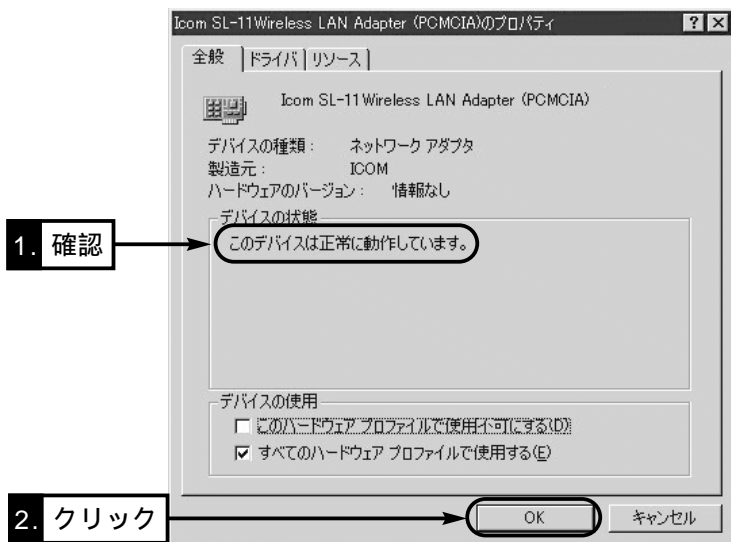 Icom SL-11Wireless LAN Adapter (PCMCIA)のプロパティ
全般 ドライバ リソース
Icom SL-11Wireless LAN Adapter (PCMCIA)
デバイスの種類： ネットワーク アダプタ
製造元： ICOM
ハードウェアのバージョン： 情報なし
デバイスの状態
1. 確認
このデバイスは正常に動作しています。
デバイスの使用
このハードウェア プロファイルで使用不可にする(D)
すべてのハードウェア プロファイルで使用する(E)
2. クリック
OK キャンセル